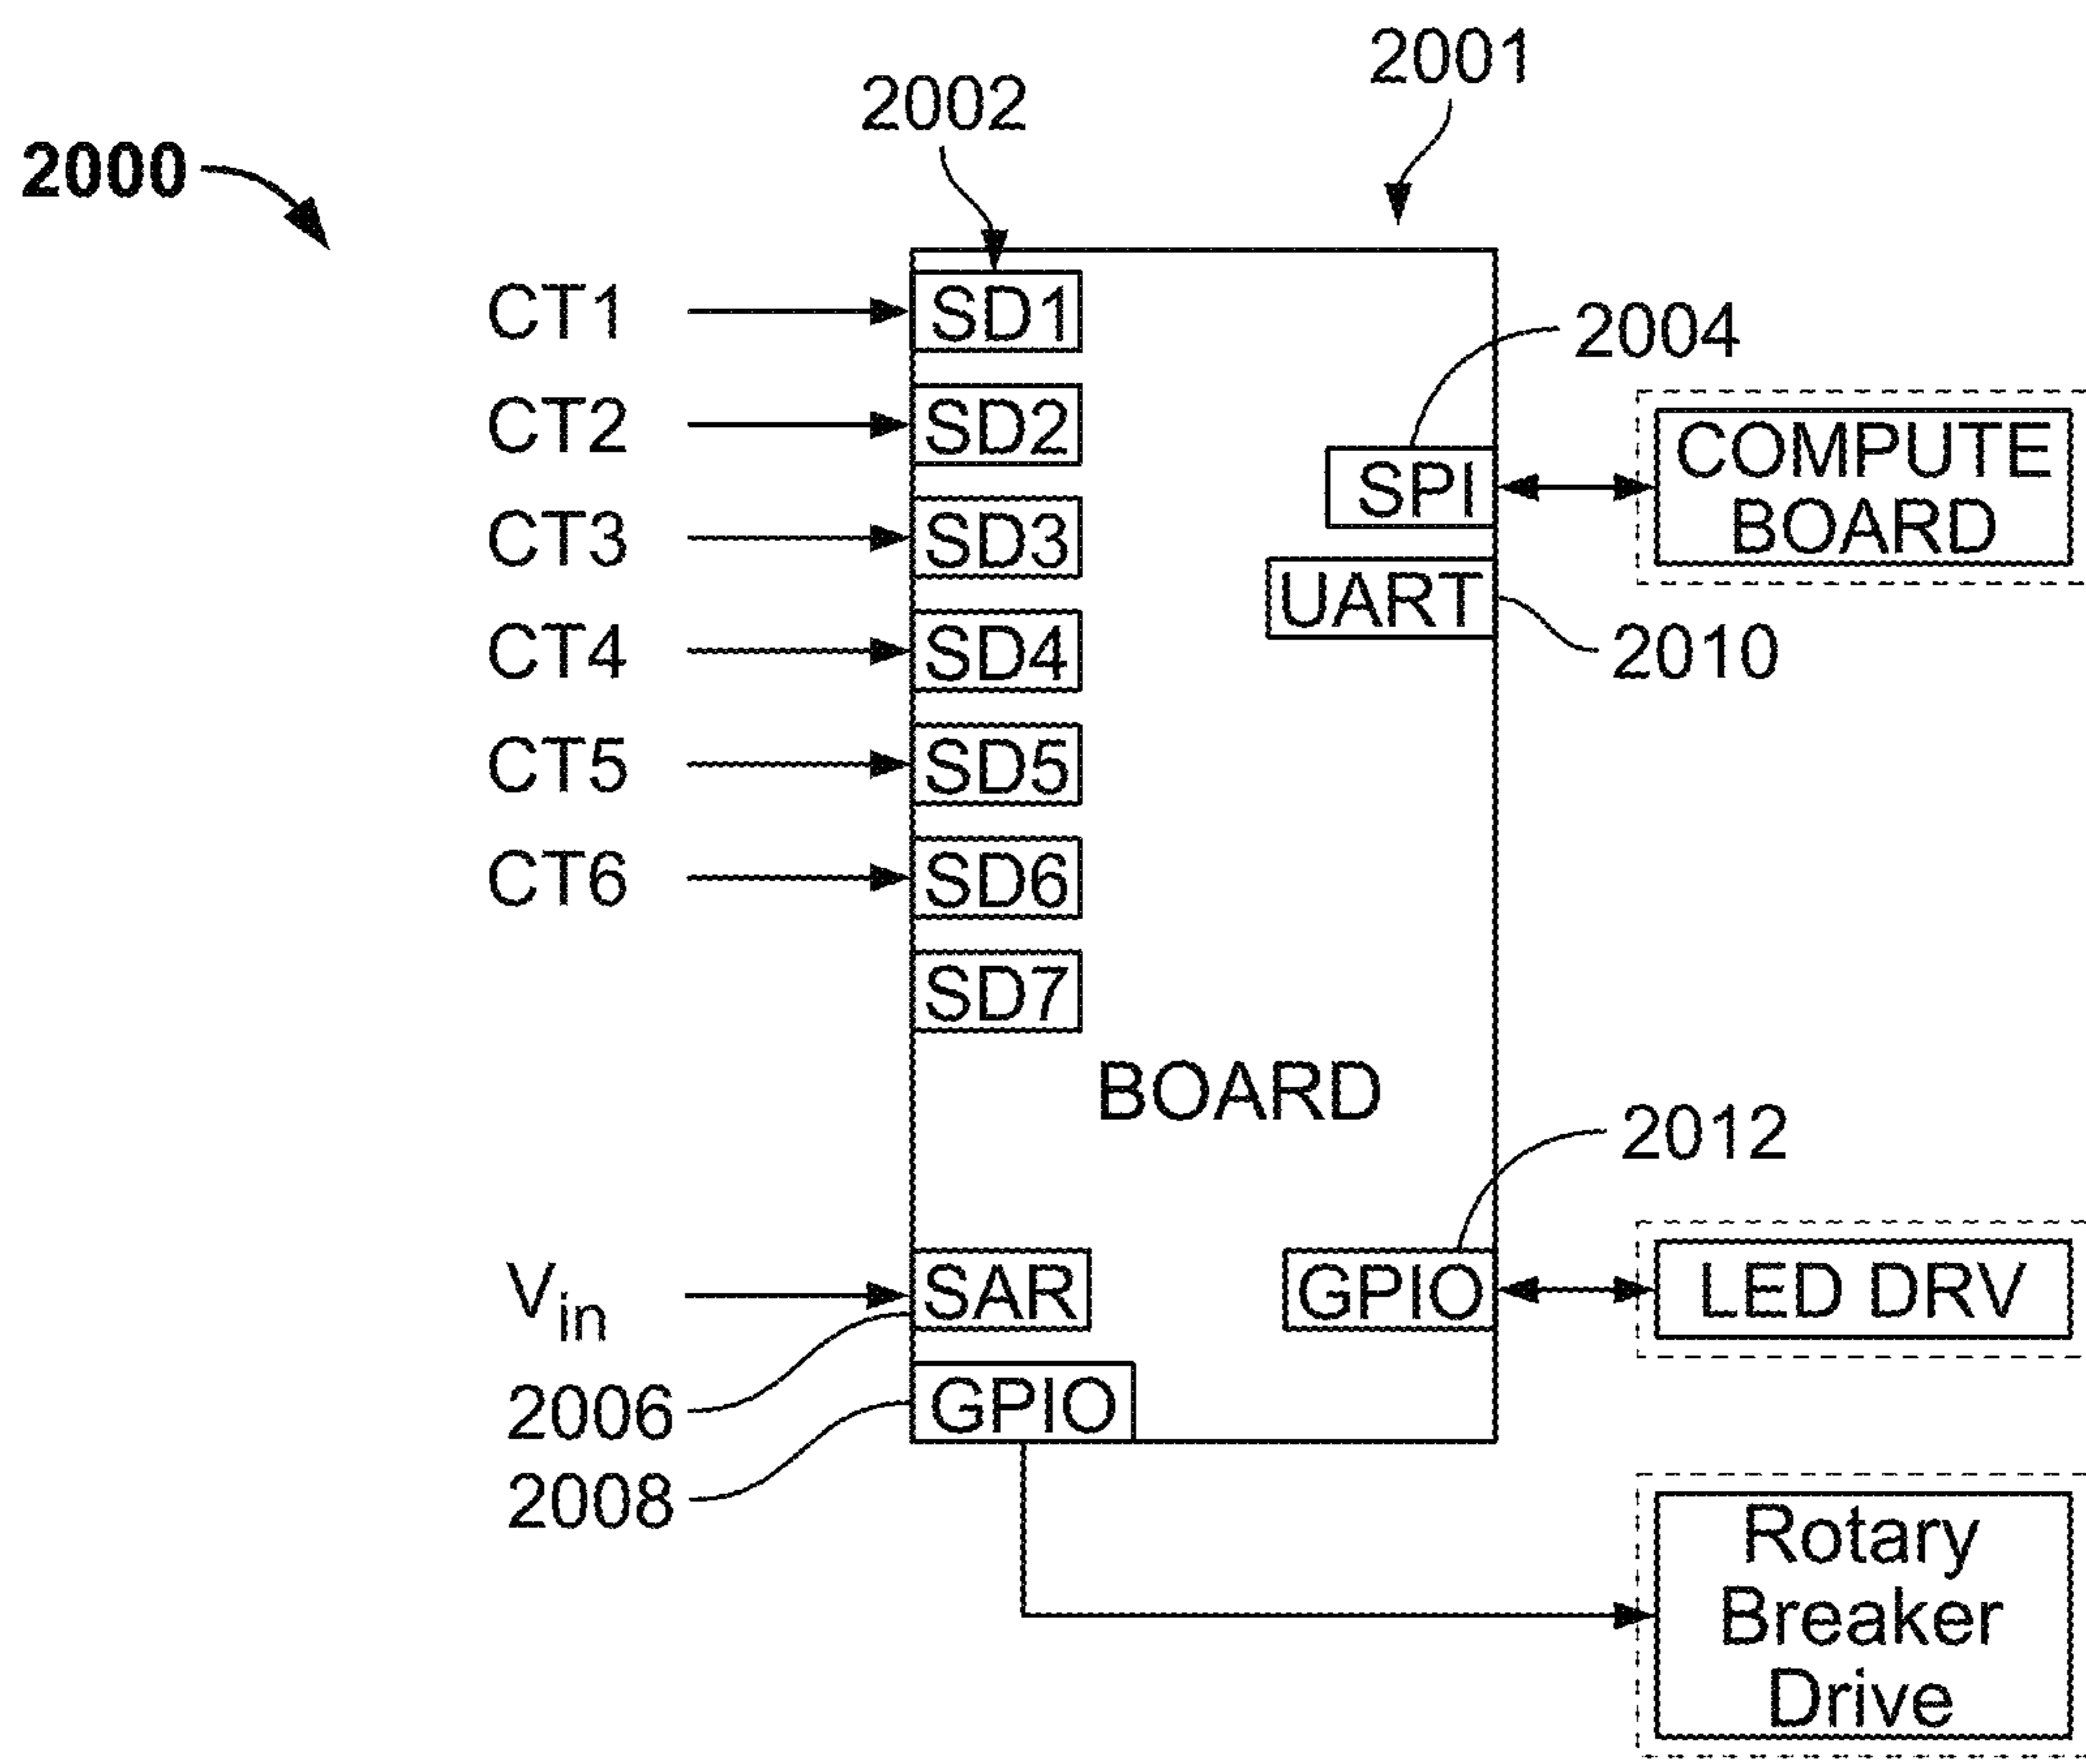 2001
2002
2000
CT1 SD1
2004
CT2 SD2
COMPUTE
BOARD
SPI
CT3 SD3
UART
2010
CT4 SD4
CT5 SD5
CT6 SD6
SD7
BOARD
2012
Vin SAR GPIO LED DRV
2006
GPIO
2008
Rotary
Breaker
Drive